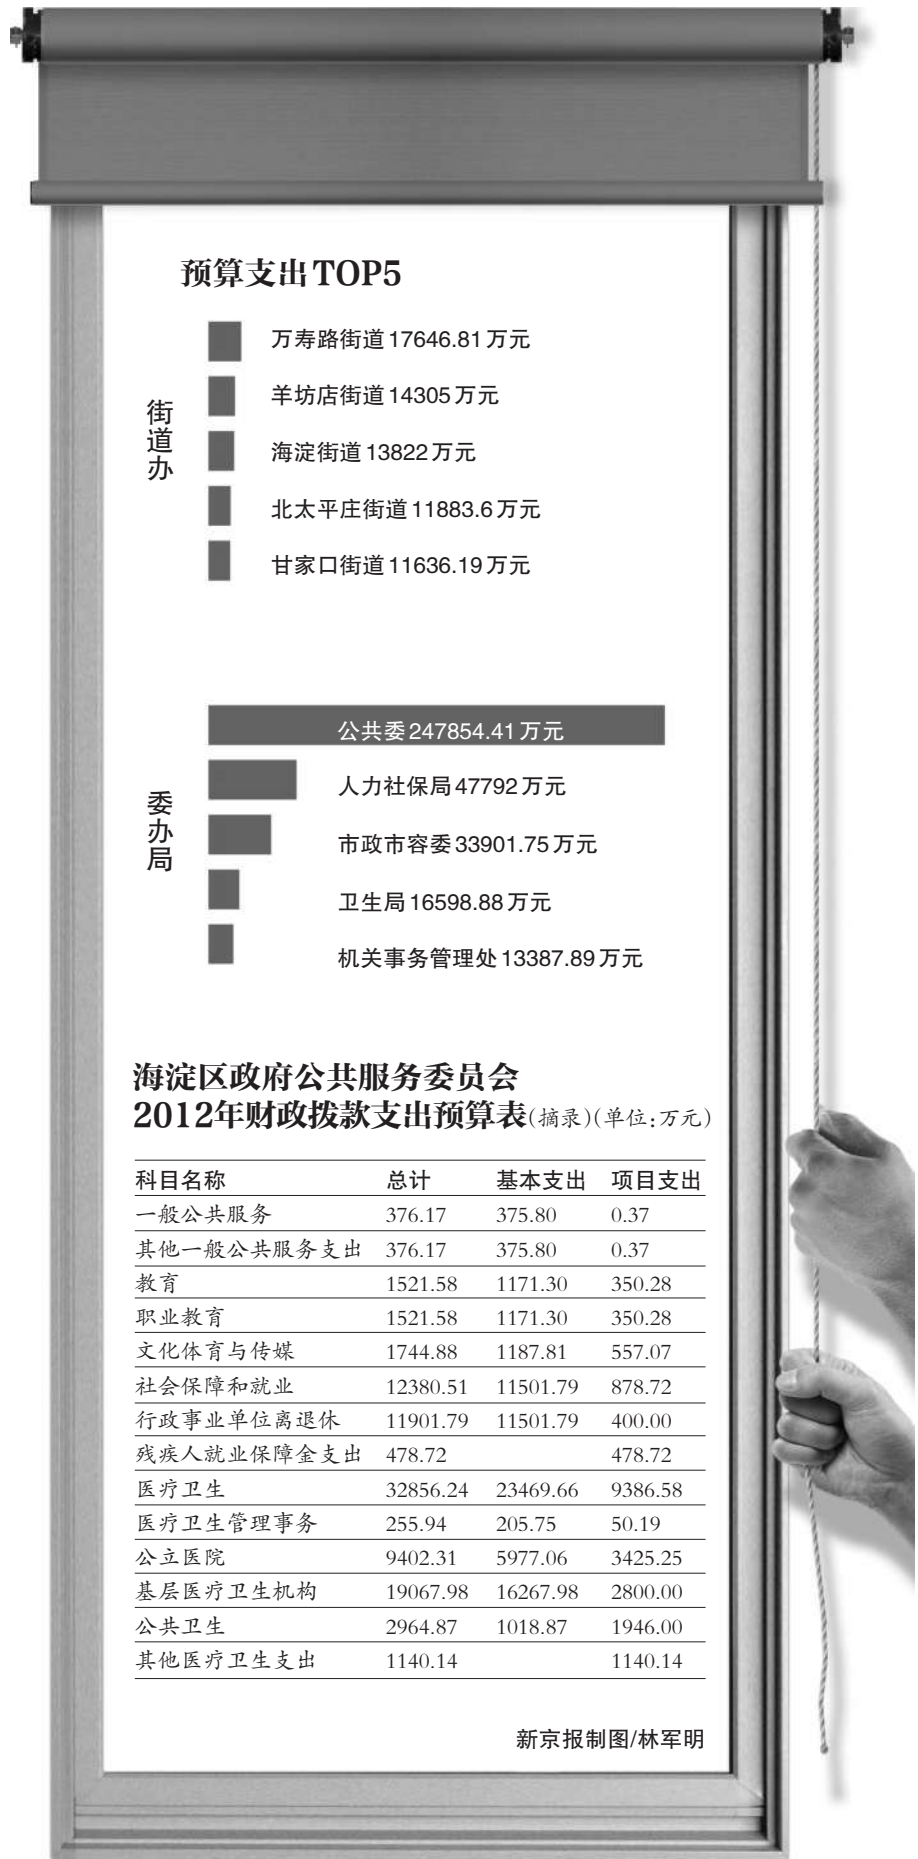 预算支出TOP5
街道办
万寿路街道17646.81万元
羊坊店街道14305万元
海淀街道13822万元
北太平庄街道11883.6万元
甘家口街道11636.19万元
委办局
公共委247854.41万元
人力社保局47792万元
市政市容委33901.75万元
卫生局16598.88万元
机关事务管理处13387.89万元
海淀区政府公共服务委员会
2012年财政拨款支出预算表(摘录)(单位:万元)
科目名称 总计 基本支出 项目支出
一般公共服务 376.17 375.80 0.37
其他一般公共服务支出 376.17 375.80 0.37
教育 1521.58 1171.30 350.28
职业教育 1521.58 1171.30 350.28
文化体育与传媒 1744.88 1187.81 557.07
社会保障和就业 12380.51 11501.79 878.72
行政事业单位离退休 11901.79 11501.79 400.00
残疾人就业保障金支出 478.72 478.72
医疗卫生 32856.24 23469.66 9386.58
医疗卫生管理事务 255.94 205.75 50.19
公立医院 9402.31 5977.06 3425.25
基层医疗卫生机构 19067.98 16267.98 2800.00
公共卫生 2964.87 1018.87 1946.00
其他医疗卫生支出 1140.14 1140.14
新京报制图/林军明